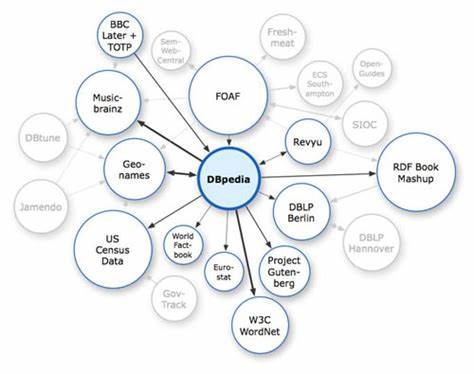 BBC
Later +
TOTP
Sem-
Web-
Central
Fresh-
meat
Open-
Guides
Music-
brainz
FOAF
ECS
South-
ampton
SIOC
DBtune
Revyu
Geo-
names
DBpedia
RDF Book
Mashup
Jamendo
DBLP
Berlin
DBLP
Hannover
US
Census
Data
World
Fact-
book
Euro-
stat
Project
Guten-
berg
Gov-
Track
W3C
WordNet